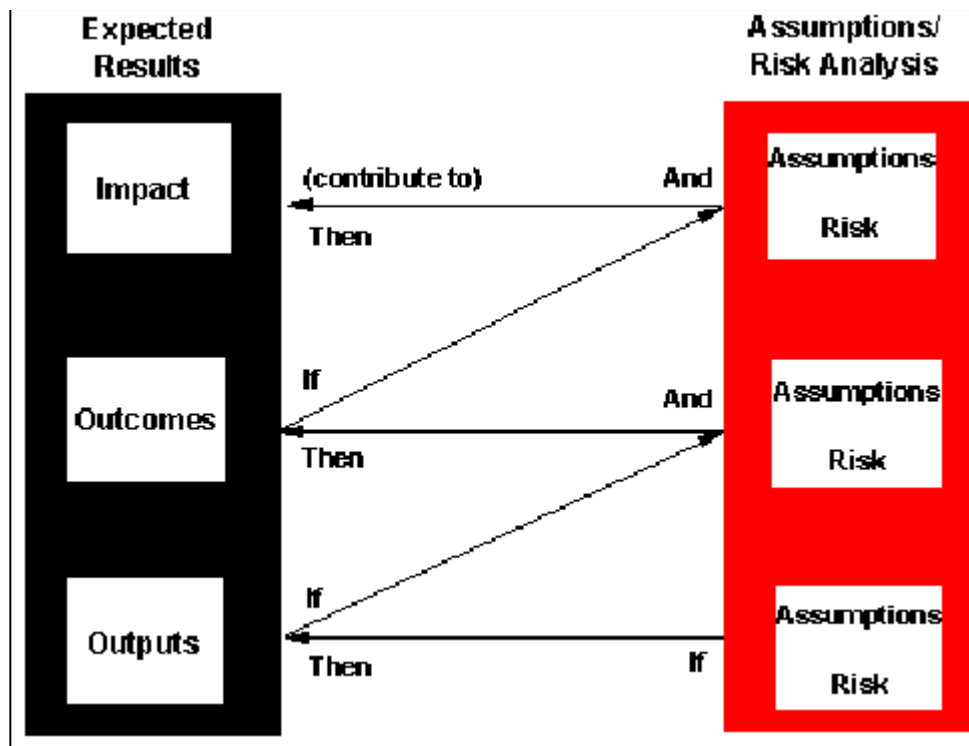 Expected
Results
Assumptions/
Risk Analysis
Impact
(contribute to)
And
Then
Assumptions
Risk
If
Outcomes
And
Then
Assumptions
Risk
If
Outputs
Then
If
Assumptions
Risk